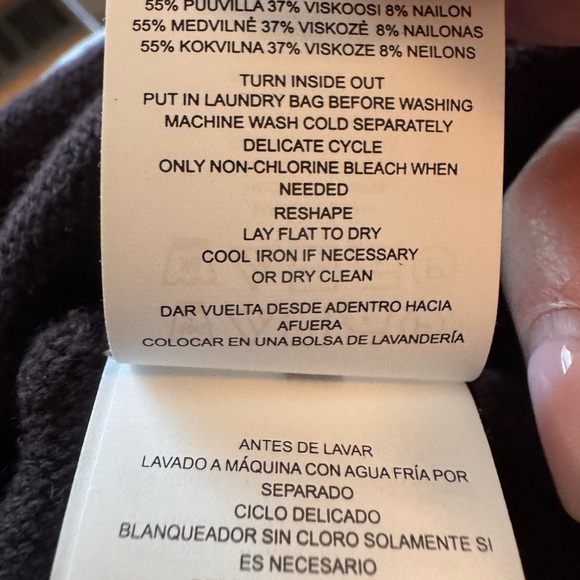 55% PUUVILLA 37% VISKOOSI 8% NAILON
55% MEDVILNĖ 37% VISKOZĖ 8% NAILONAS
55% KOKVILNA 37% VISKOZE 8% NEILONS
TURN INSIDE OUT
PUT IN LAUNDRY BAG BEFORE WASHING
MACHINE WASH COLD SEPARATELY
DELICATE CYCLE
ONLY NON-CHLORINE BLEACH WHEN
NEEDED
RESHAPE
LAY FLAT TO DRY
COOL IRON IF NECESSARY
OR DRY CLEAN
DAR VUELTA DESDE ADENTRO HACIA
AFUERA
COLOCAR EN UNA BOLSA DE LAVANDERÍA
ANTES DE LAVAR
LAVADO A MÁQUINA CON AGUA FRÍA POR
SEPARADO
CICLO DELICADO
BLANQUEADOR SIN CLORO SOLAMENTE SI
ES NECESARIO